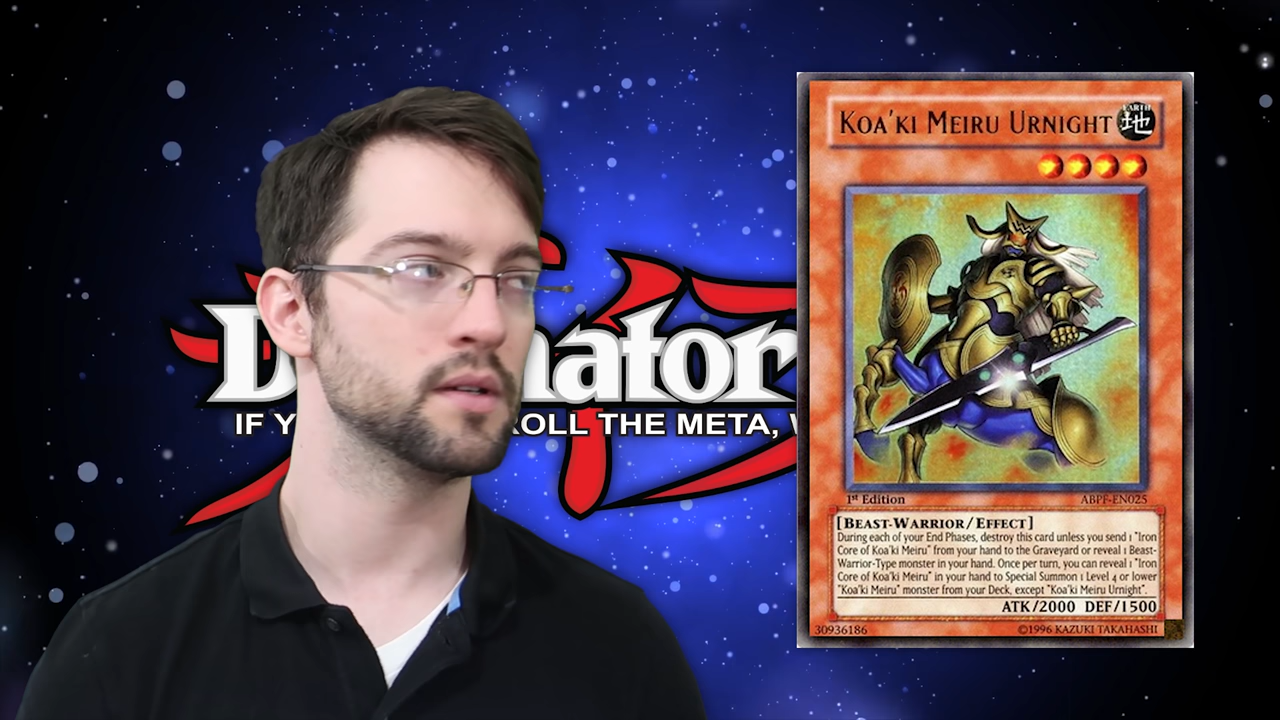 D nator
IF Y ROLL THE META,
KOA'KI MEIRU URNIGHT
EARTH
地
1st Edition
ABPF-EN025
[BEAST-WARRIOR/EFFECT]
During each of your End Phases, destroy this card unless you send 1 "Iron
Core of Koa'ki Meiru" from your hand to the Graveyard or reveal 1 Beast-
Warrior-Type monster in your hand. Once per turn, you can reveal 1 "Iron
Core of Koa'ki Meiru" in your hand to Special Summon 1 Level 4 or lower
"Koa'ki Meiru" monster from your Deck, except "Koa'ki Meiru Urnight".
ATK/2000 DEF/1500
30936186
©1996 KAZUKI TAKAHASHI